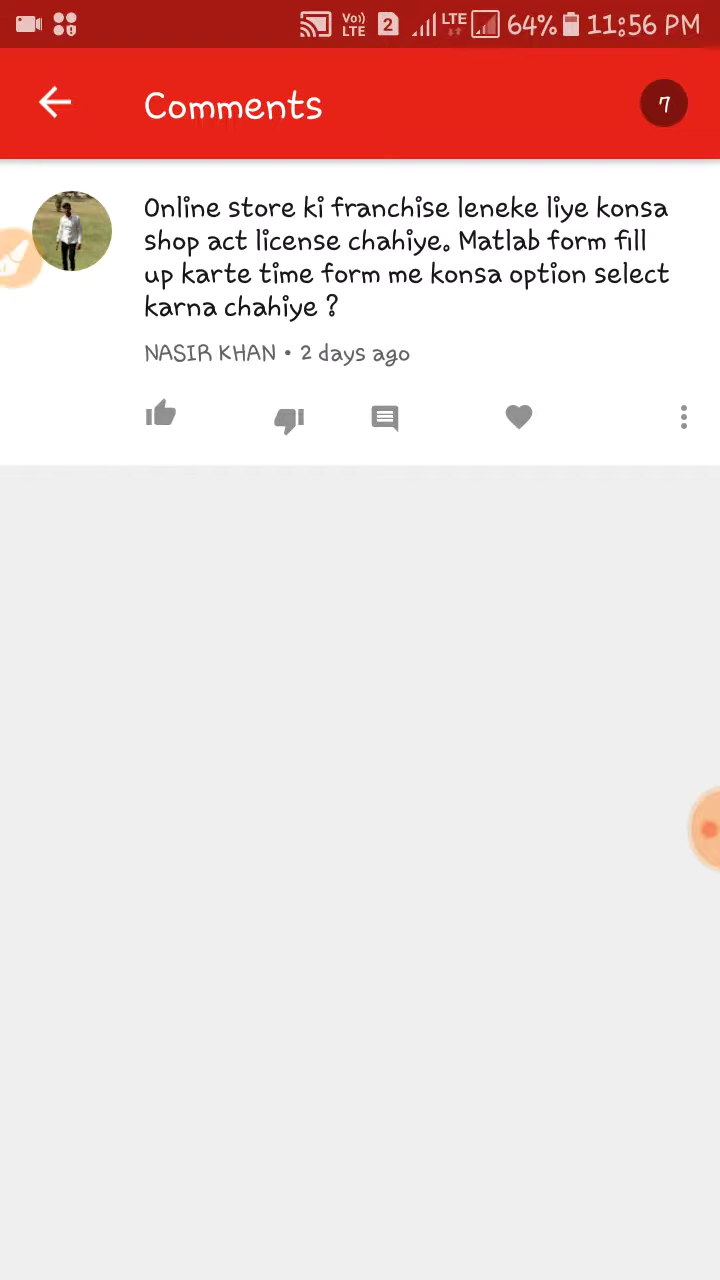 Vo)) LTE 2 LTE 64% 11:56 PM
Comments 7
Online store ki franchise leneke liye konsa
shop act license chahiye. Matlab form fill
up karte time form me konsa option select
karna chahiye ?
NASIR KHAN • 2 days ago